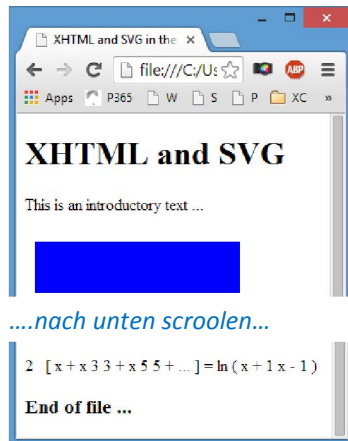 XHTML and SVG in the
file:///C:/Us
ABP
Apps P365 W S P XC »
XHTML and SVG
This is an introductory text ...
....nach unten scroolen...
2 [ x + x 3 3 + x 5 5 + ... ] = ln ( x + 1 x - 1 )
End of file ...